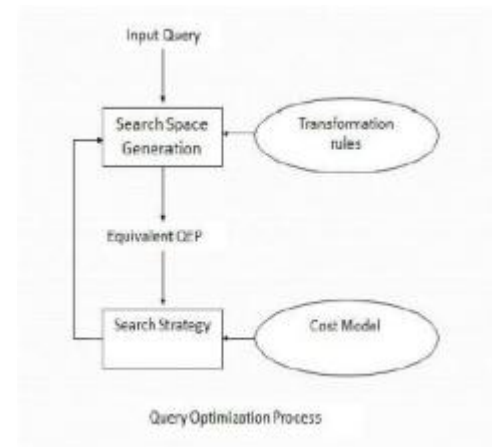 Input Query
Search Space
Generation
Transformation
rules
Equivalent QEP
Search Strategy
Cost Model
Query Optimization Process